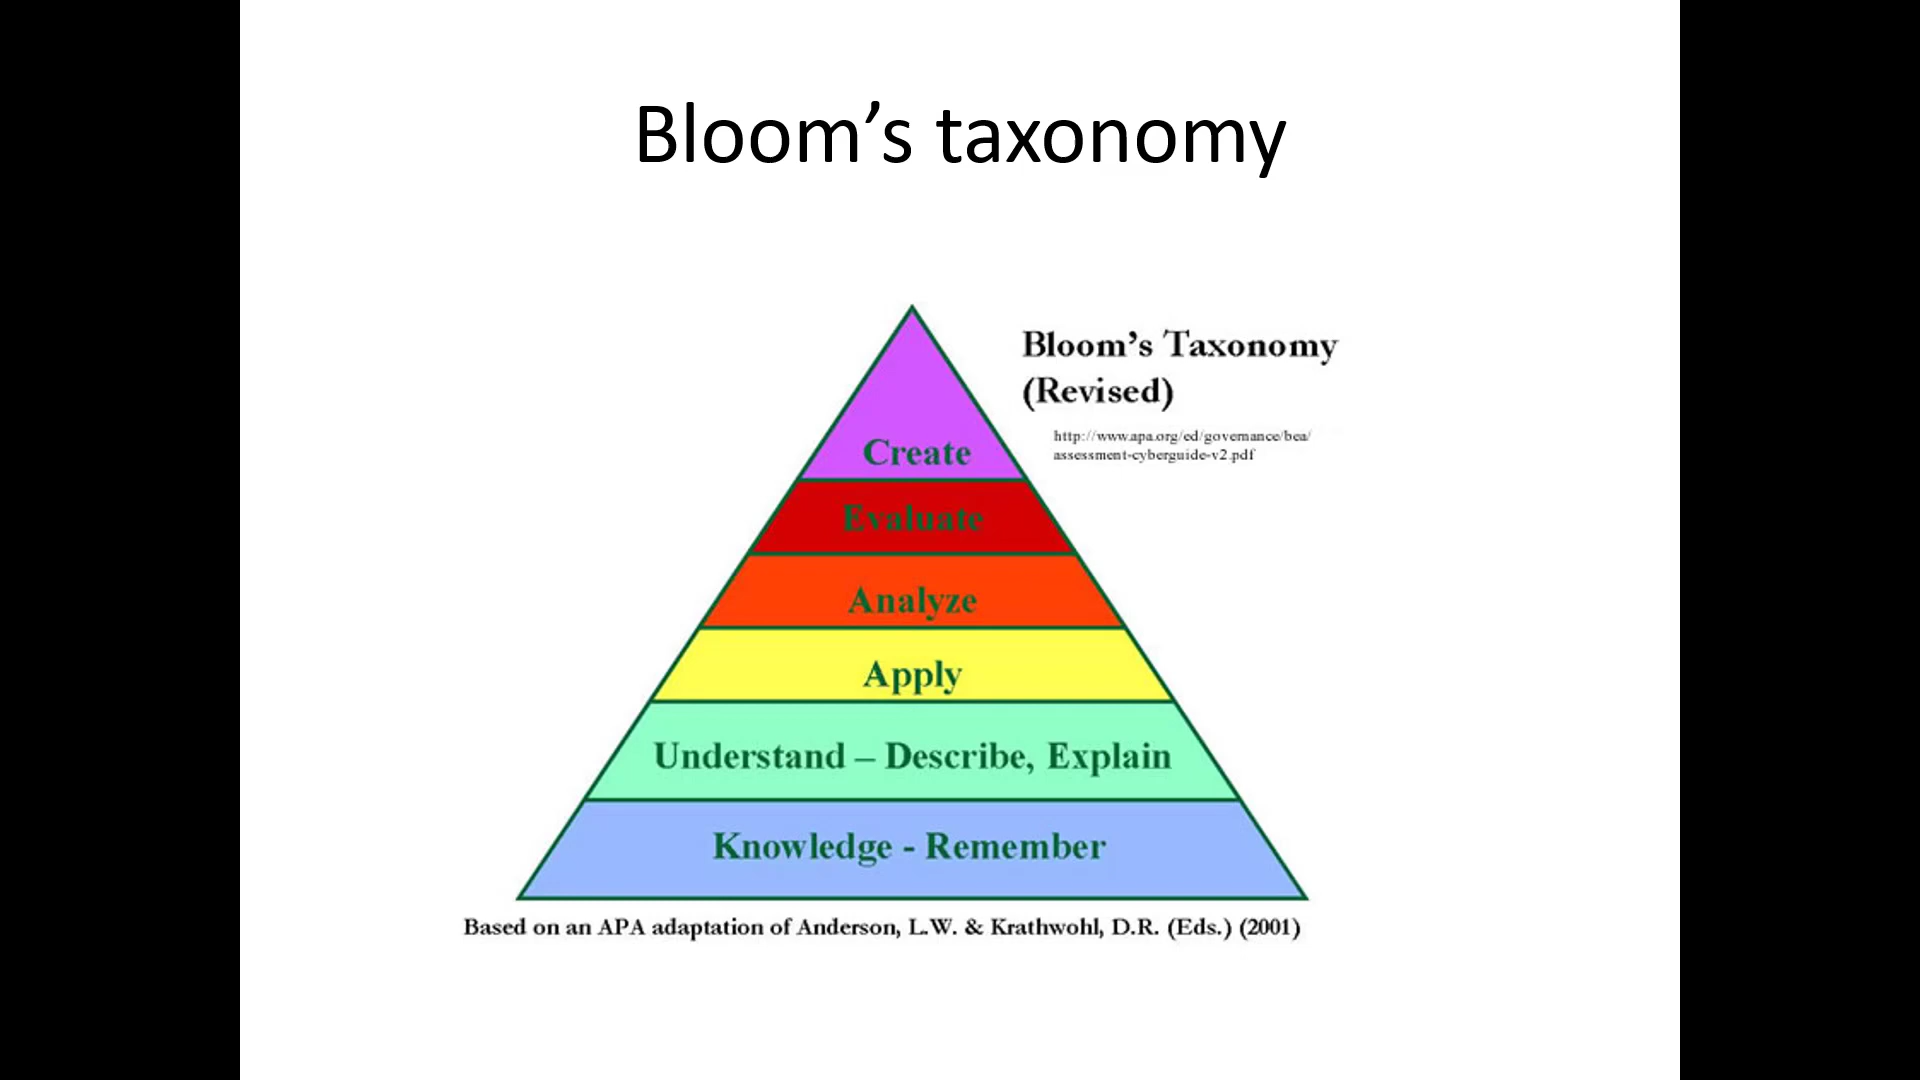 Bloom’s taxonomy
Bloom’s Taxonomy
(Revised)
http://www.apa.org/ed/governance/bea/
assessment-cyberguide-v2.pdf
Create
Evaluate
Analyze
Apply
Understand – Describe, Explain
Knowledge - Remember
Based on an APA adaptation of Anderson, L.W. & Krathwohl, D.R. (Eds.) (2001)